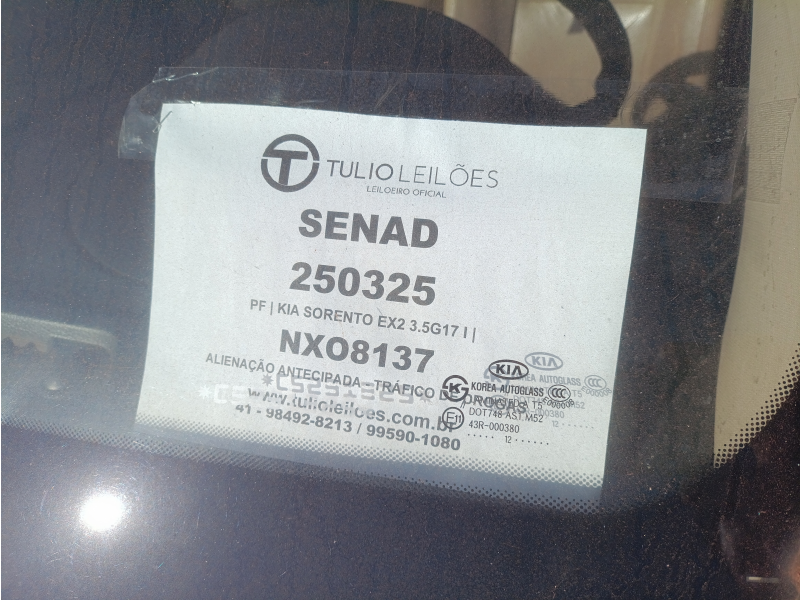 TULIO LEILÕES
LEILOEIRO OFICIAL
SENAD
250325
PF | KIA SORENTO EX2 3.5G17 I |
NXO8137
ALIENAÇÃO ANTECIPADA - TRÁFICO DE DROGAS
www.tulioleiloes.com.br
41 - 98492-8213 / 99590-1080
KIA
KOREA AUTOGLASS
DOT748 AS1 M52
43R-000380
12